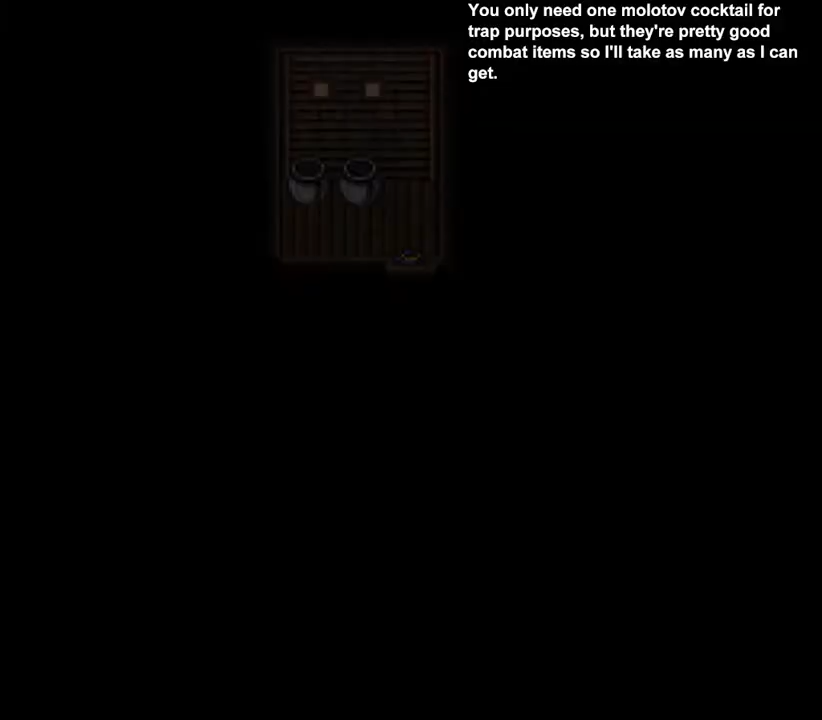 You only need one molotov cocktail for
trap purposes, but they're pretty good
combat items so I'll take as many as I can
get.